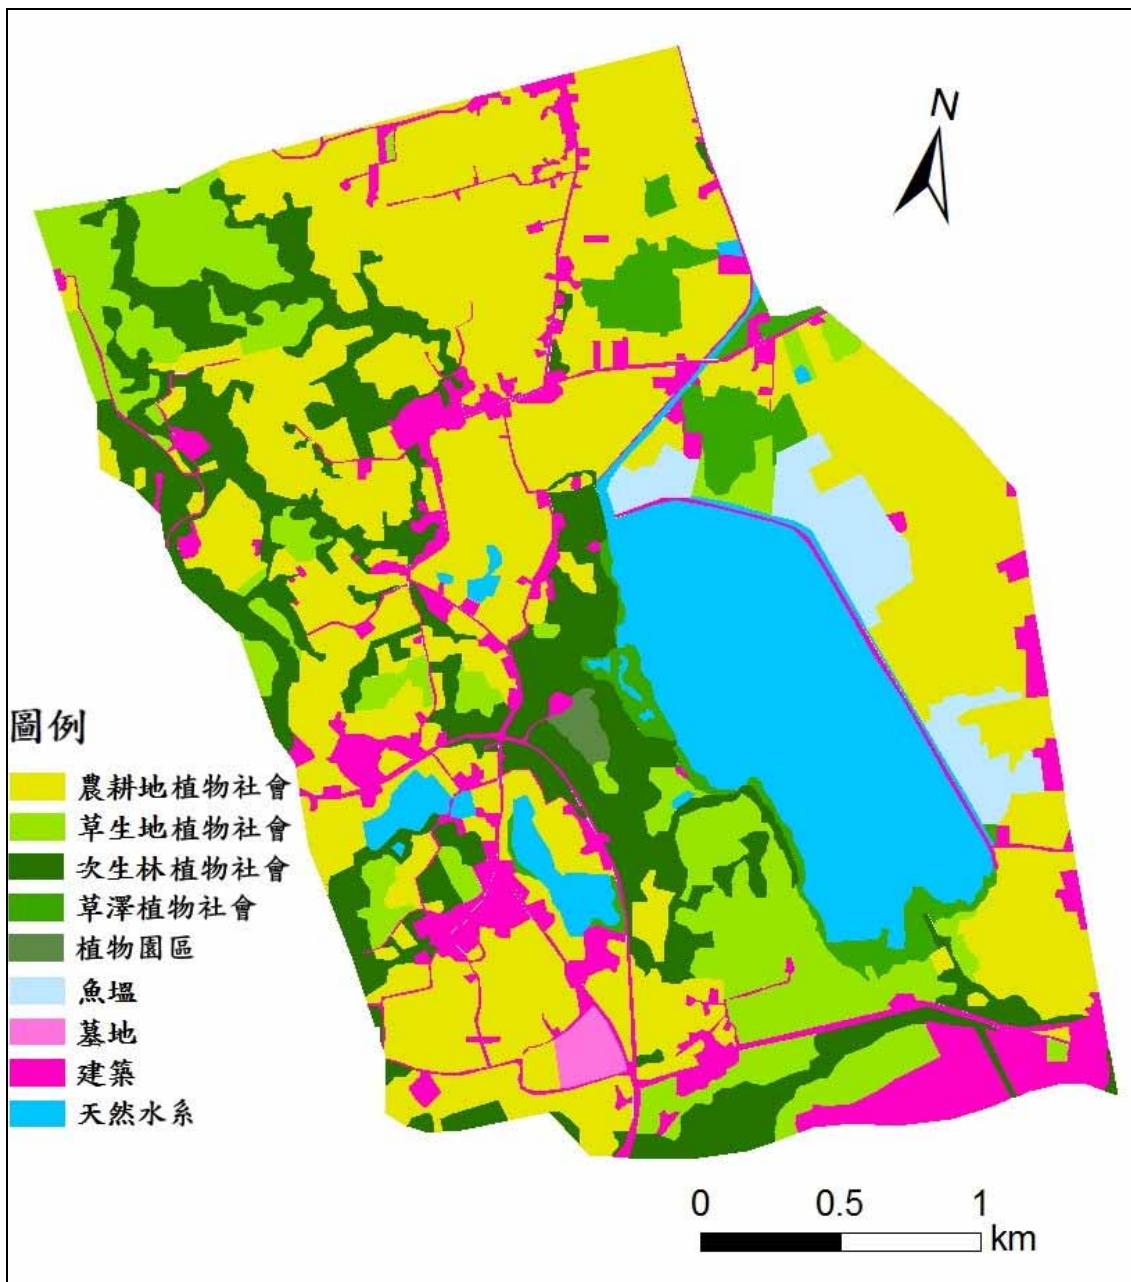 N
圖例
農耕地植物社會
草生地植物社會
次生林植物社會
草澤植物社會
植物園區
魚塭
墓地
建築
天然水系
0 0.5 1
km